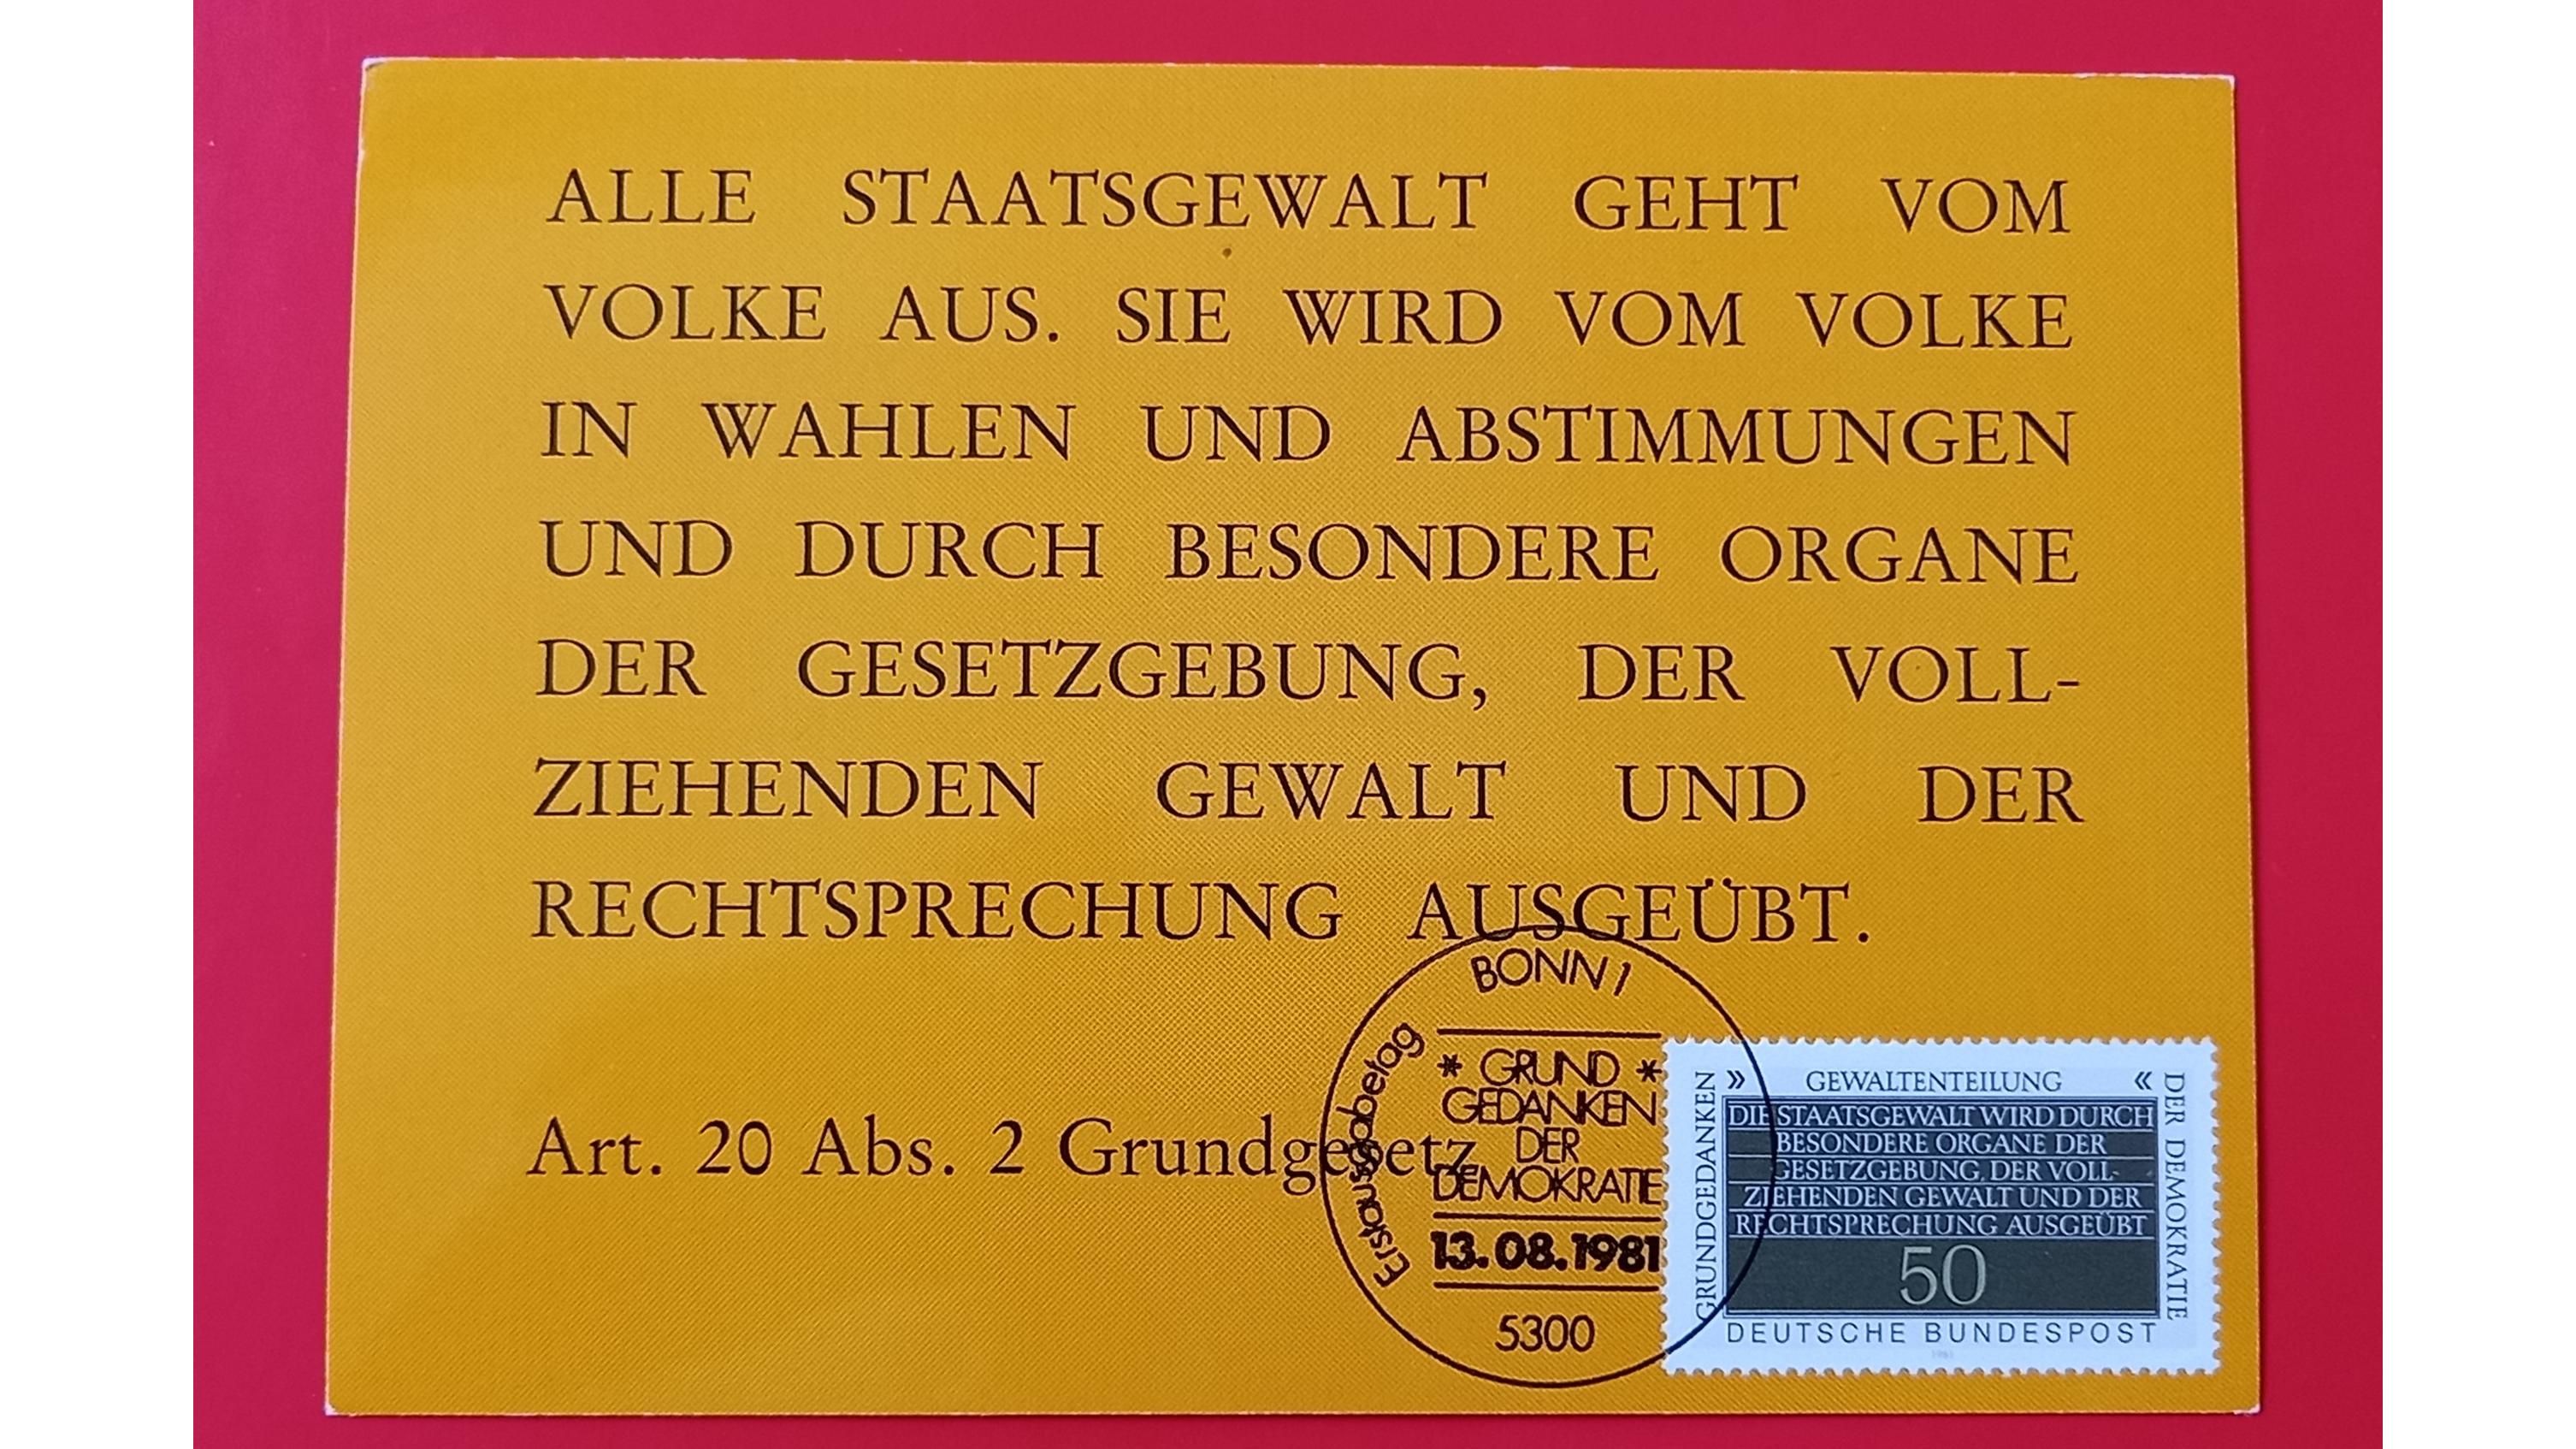 ALLE STAATSGEWALT GEHT VOM
VOLKE AUS. SIE WIRD VOM VOLKE
IN WAHLEN UND ABSTIMMUNGEN
UND DURCH BESONDERE ORGANE
DER GESETZGEBUNG, DER VOLL-
ZIEHENDEN GEWALT UND DER
RECHTSPRECHUNG AUSGEÜBT.
Art. 20 Abs. 2 Grundgesetz
BONN 1
Erstausgabetag
* GRUND *
GEDANKEN
DER
DEMOKRATIE
13.08.1981
5300
GRUNDGEDANKEN
» GEWALTENTEILUNG «
DER DEMOKRATIE
DIE STAATSGEWALT WIRD DURCH
BESONDERE ORGANE DER
GESETZGEBUNG, DER VOLL-
ZIEHENDEN GEWALT UND DER
RECHTSPRECHUNG AUSGEÜBT
50
DEUTSCHE BUNDESPOST
1981